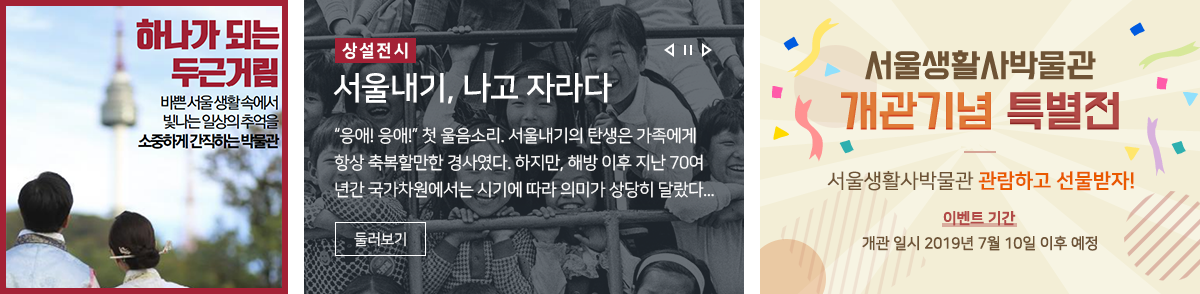 하나가 되는
두근거림
바쁜 서울 생활 속에서
빛나는 일상의 추억을
소중하게 간직하는 박물관
상설전시
서울내기, 나고 자라다
“응애! 응애!” 첫 울음소리. 서울내기의 탄생은 가족에게
항상 축복할만한 경사였다. 하지만, 해방 이후 지난 70여
년간 국가차원에서는 시기에 따라 의미가 상당히 달랐다...
둘러보기
서울생활사박물관
개관기념 특별전
서울생활사박물관 관람하고 선물받자!
이벤트 기간
개관 일시 2019년 7월 10일 이후 예정